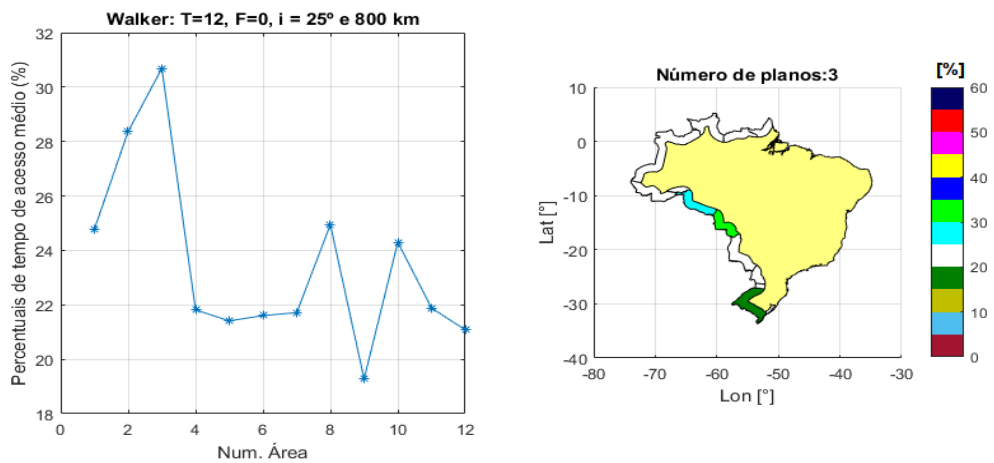 Walker: T=12, F=0, i = 25º e 800 km
Percentuais de tempo de acesso médio (%)
32
30
28
26
24
22
20
18
0 2 4 6 8 10 12
Num. Área
Número de planos:3
[%]
Lat [°]
10
0
-10
-20
-30
-40
-80 -70 -60 -50 -40 -30
Lon [°]
60
50
40
30
20
10
0